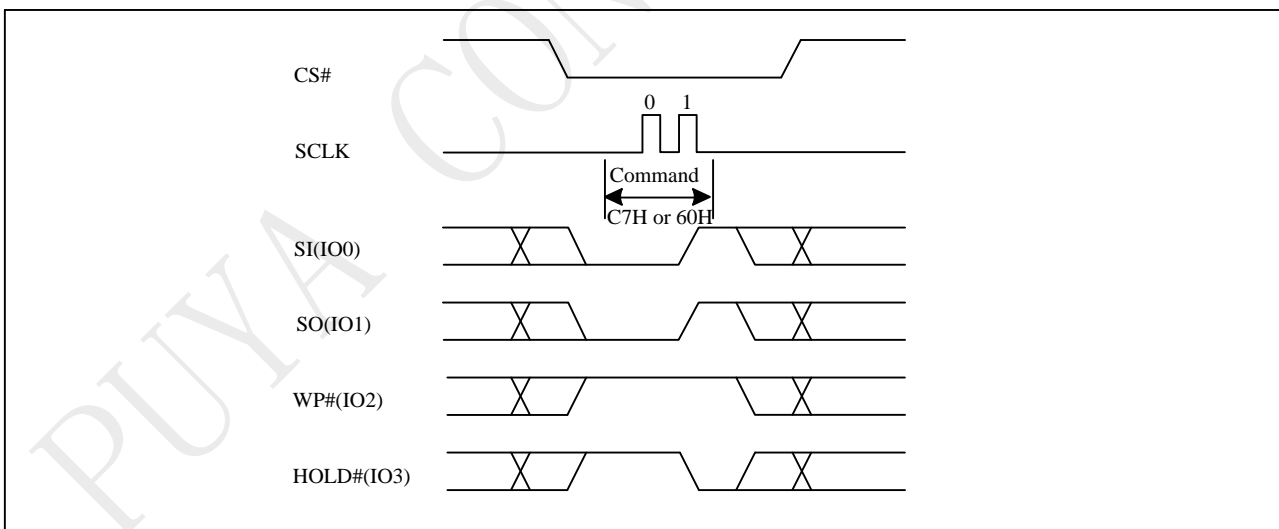 CS#
0 1
SCLK
Command
C7H or 60H
SI(IO0)
SO(IO1)
WP#(IO2)
HOLD#(IO3)
PUYA CON